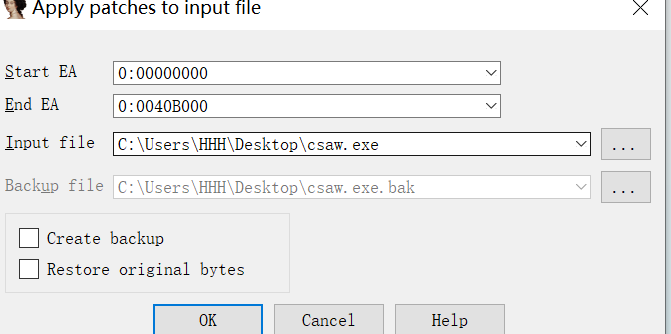 Apply patches to input file
Start EA 0:00000000
End EA 0:0040B000
Input file C:\Users\HHH\Desktop\csaw.exe ...
Backup file C:\Users\HHH\Desktop\csaw.exe.bak ...
Create backup
Restore original bytes
OK Cancel Help